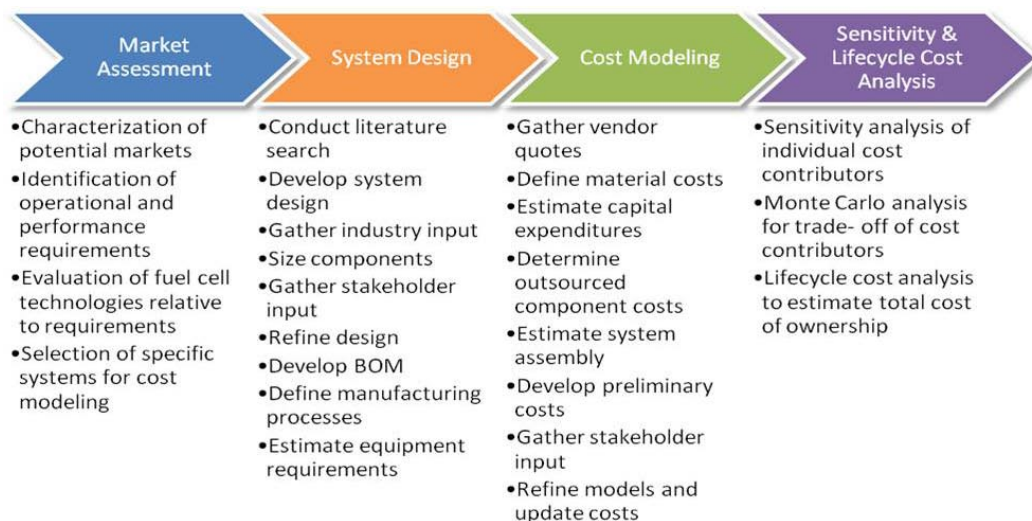 Market
Assessment
System Design
Cost Modeling
Sensitivity &
Lifecycle Cost
Analysis
•Characterization of
potential markets
•Identification of
operational and
performance
requirements
•Evaluation of fuel cell
technologies relative
to requirements
•Selection of specific
systems for cost
modeling
•Conduct literature
search
•Develop system
design
•Gather industry input
•Size components
•Gather stakeholder
input
•Refine design
•Develop BOM
•Define manufacturing
processes
•Estimate equipment
requirements
•Gather vendor
quotes
•Define material costs
•Estimate capital
expenditures
•Determine
outsourced
component costs
•Estimate system
assembly
•Develop preliminary
costs
•Gather stakeholder
input
•Refine models and
update costs
•Sensitivity analysis of
individual cost
contributors
•Monte Carlo analysis
for trade- off of cost
contributors
•Lifecycle cost analysis
to estimate total cost
of ownership